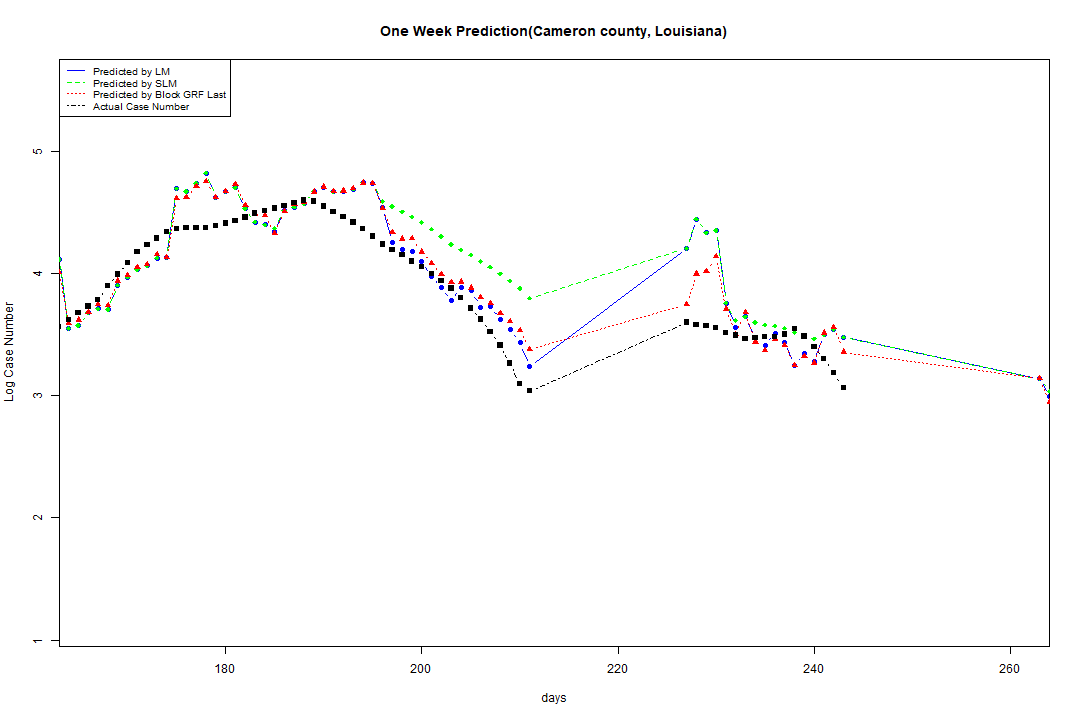 One Week Prediction(Cameron county, Louisiana)
Predicted by LM
Predicted by SLM
Predicted by Block GRF Last
Actual Case Number
5
4
3
2
1
Log Case Number
180
200
220
240
260
days